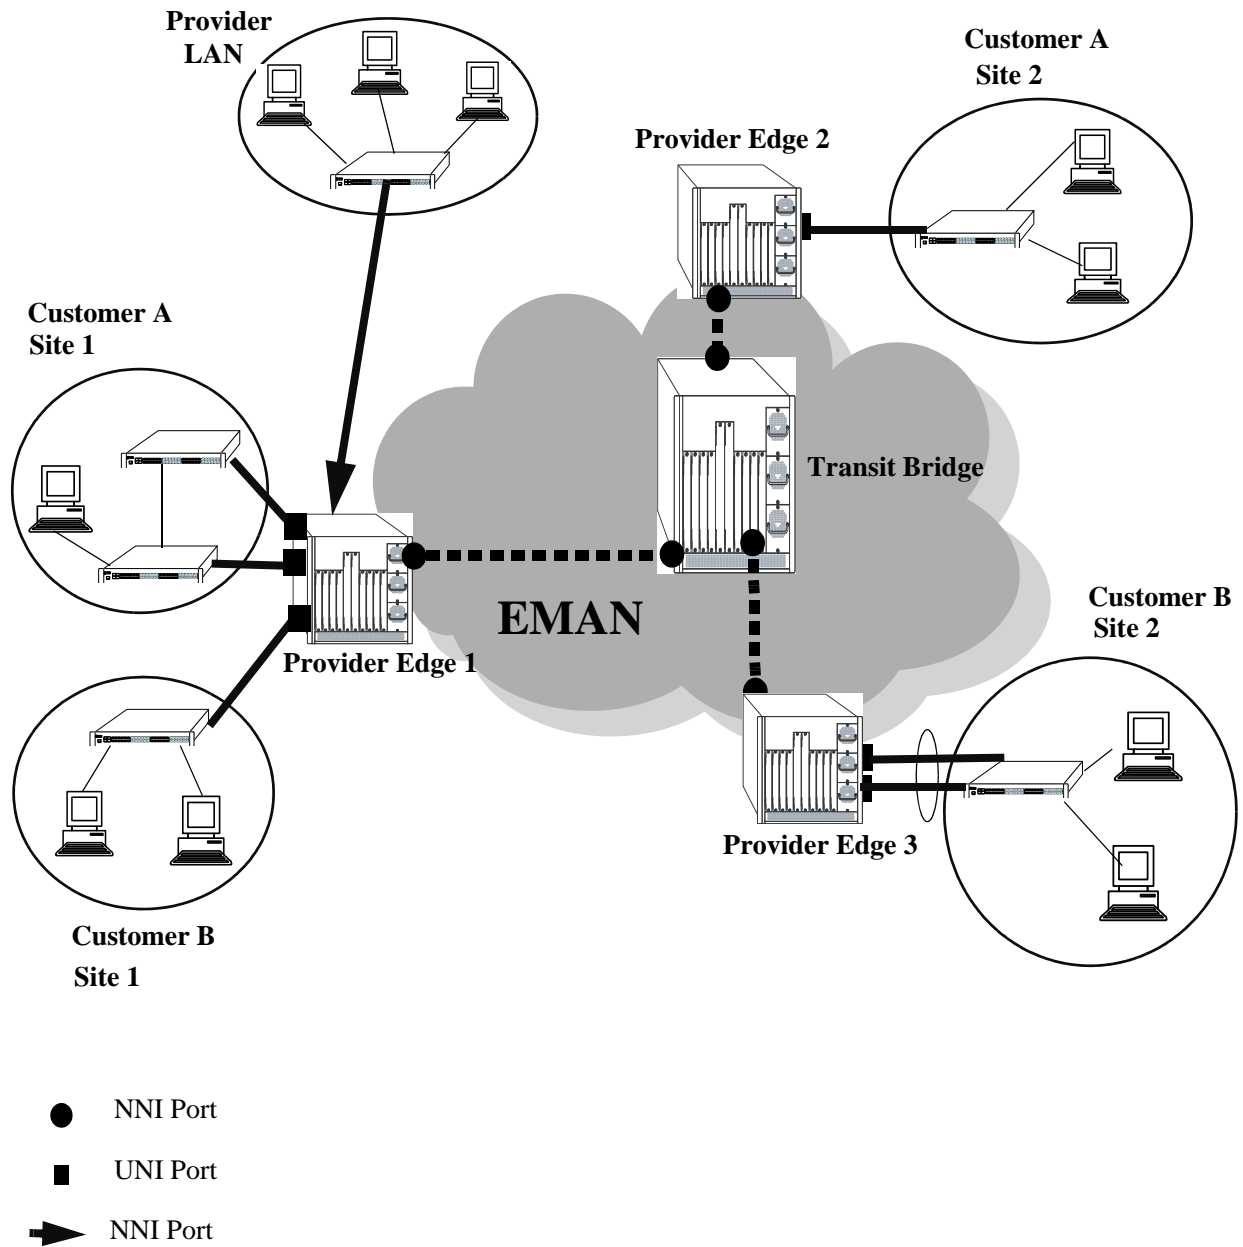 Provider
LAN
Customer A
Site 2
Provider Edge 2
Customer A
Site 1
Transit Bridge
EMAN
Customer B
Site 2
Provider Edge 1
Provider Edge 3
Customer B
Site 1
NNI Port
UNI Port
NNI Port